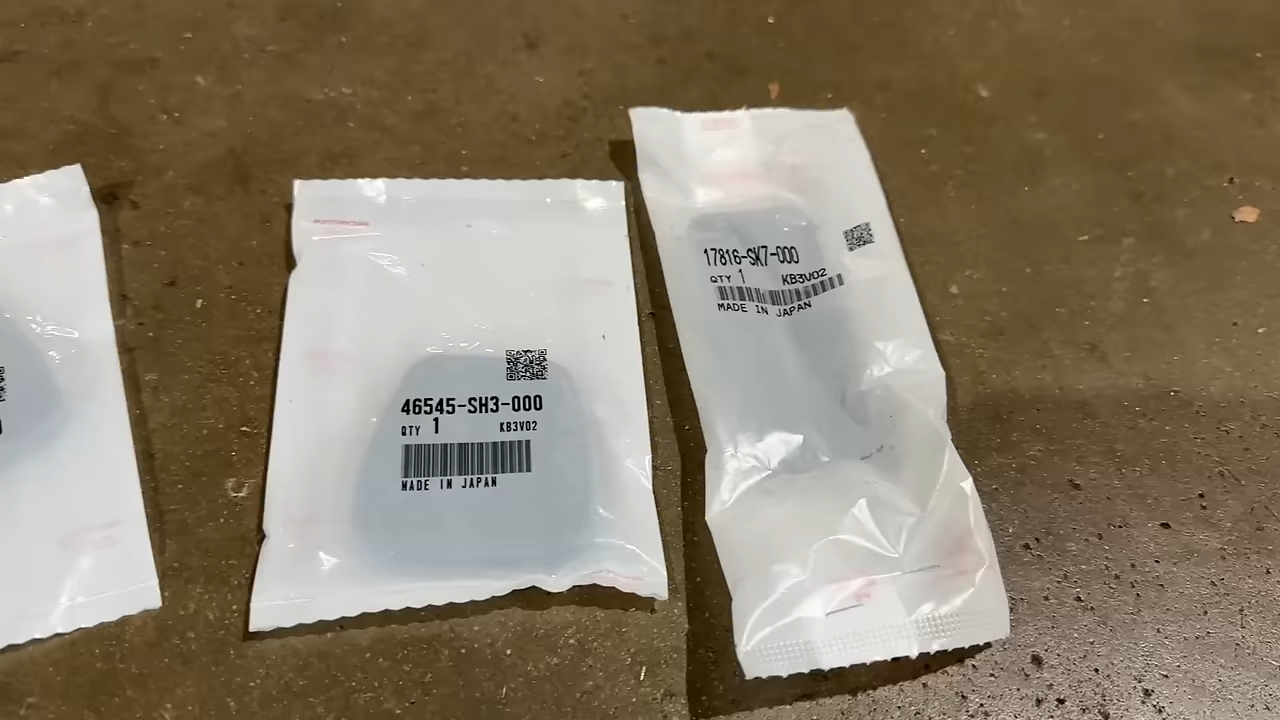 46545-SH3-000
QTY 1 KB3V02
MADE IN JAPAN
17816-SK7-000
QTY 1 KB3V02
MADE IN JAPAN